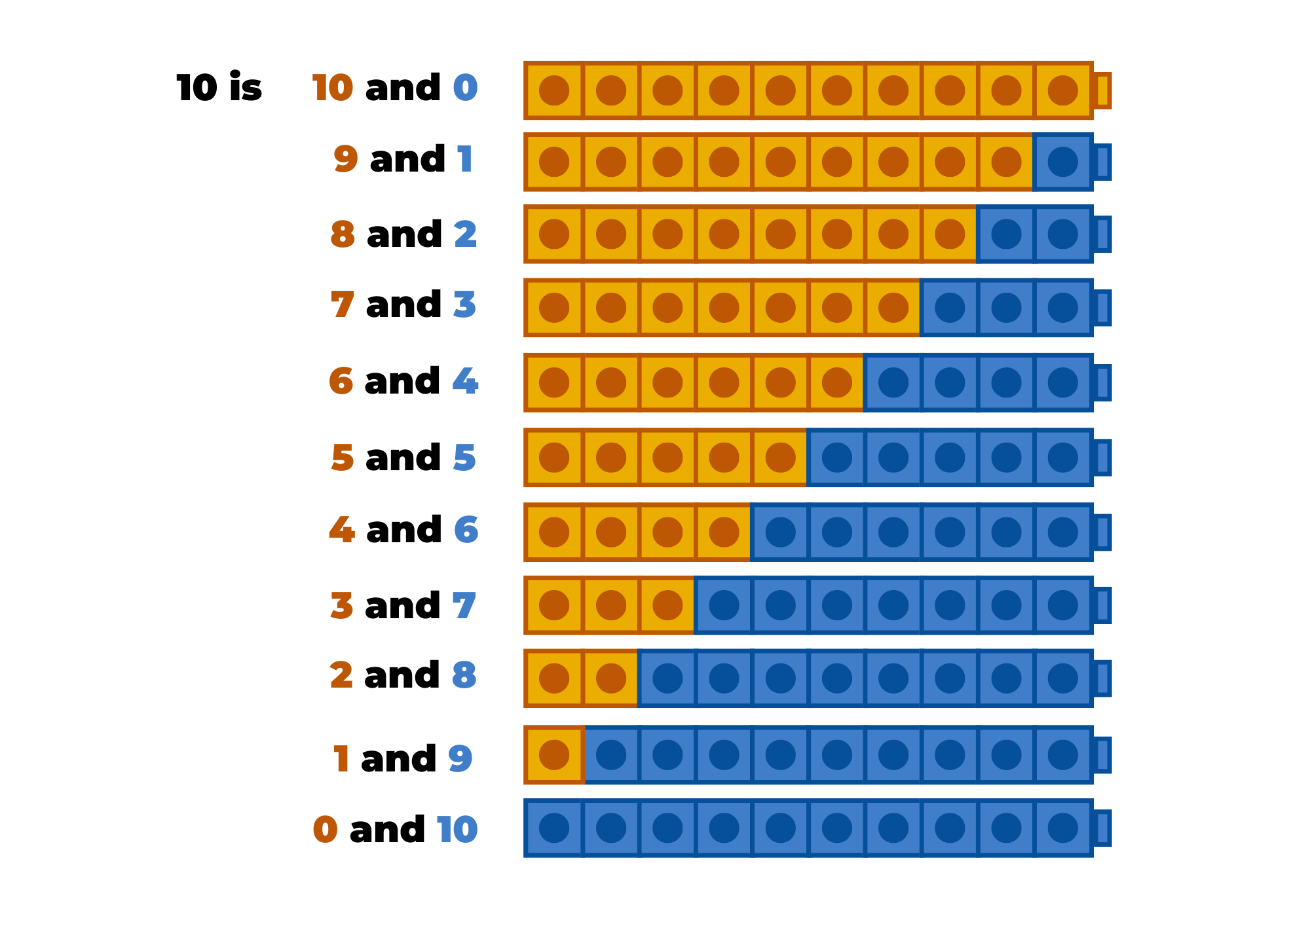 10 is 10 and 0
9 and 1
8 and 2
7 and 3
6 and 4
5 and 5
4 and 6
3 and 7
2 and 8
1 and 9
0 and 10